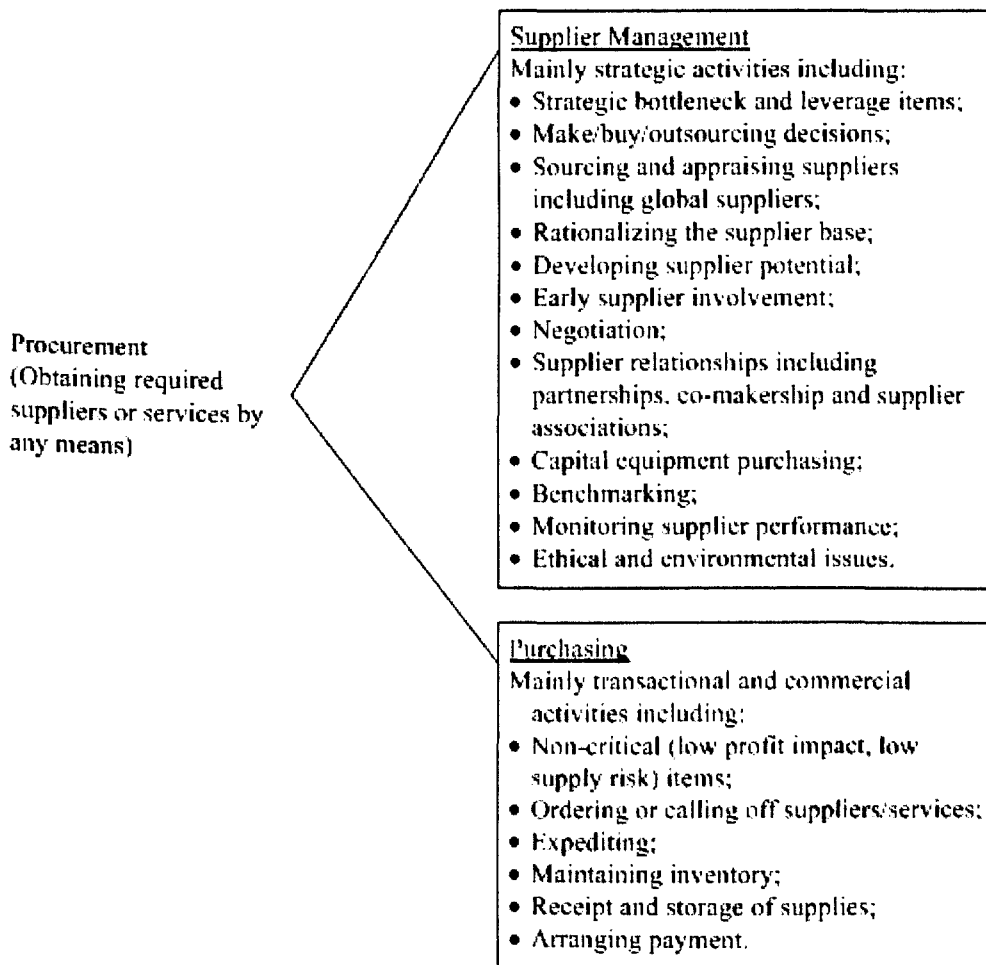 Procurement
(Obtaining required
suppliers or services by
any means)
Supplier Management
Mainly strategic activities including:
• Strategic bottleneck and leverage items;
• Make/buy/outsourcing decisions;
• Sourcing and appraising suppliers
including global suppliers;
• Rationalizing the supplier base;
• Developing supplier potential;
• Early supplier involvement;
• Negotiation;
• Supplier relationships including
partnerships, co-makership and supplier
associations;
• Capital equipment purchasing;
• Benchmarking;
• Monitoring supplier performance;
• Ethical and environmental issues.
Purchasing
Mainly transactional and commercial
activities including:
• Non-critical (low profit impact, low
supply risk) items;
• Ordering or calling off suppliers/services;
• Expediting;
• Maintaining inventory;
• Receipt and storage of supplies;
• Arranging payment.